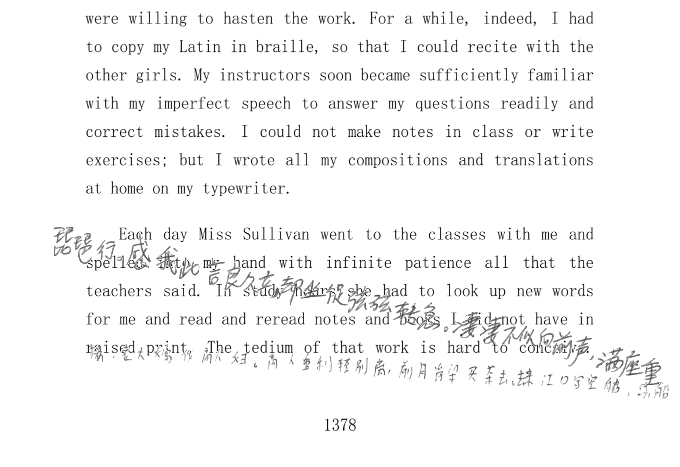 were willing to hasten the work. For a while, indeed, I had
to copy my Latin in braille, so that I could recite with the
other girls. My instructors soon became sufficiently familiar
with my imperfect speech to answer my questions readily and
correct mistakes. I could not make notes in class or write
exercises; but I wrote all my compositions and translations
at home on my typewriter.
Each day Miss Sullivan went to the classes with me and
spelled into my hand with infinite patience all that the
teachers said. In study hours she had to look up new words
for me and read and reread notes and books I did not have in
raised print. The tedium of that work is hard to conceive.
琵琶行。感我此言良久立,却坐促弦弦转急。凄凄不似向前声,满座重
商人重利轻别离,前月浮梁买茶去。去来江口守空船,
1378